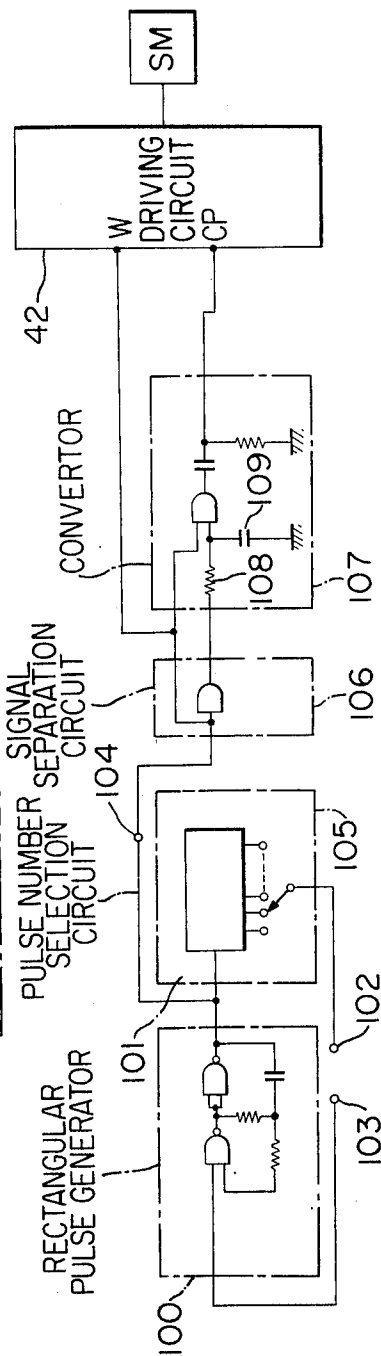 RECTANGULAR
PULSE GENERATOR
PULSE NUMBER
SELECTION
CIRCUIT
SIGNAL
SEPARATION
CIRCUIT
CONVERTOR
42
W
DRIVING
CIRCUIT
CP
SM
104
101
100
103
102
105
106
107
108
109